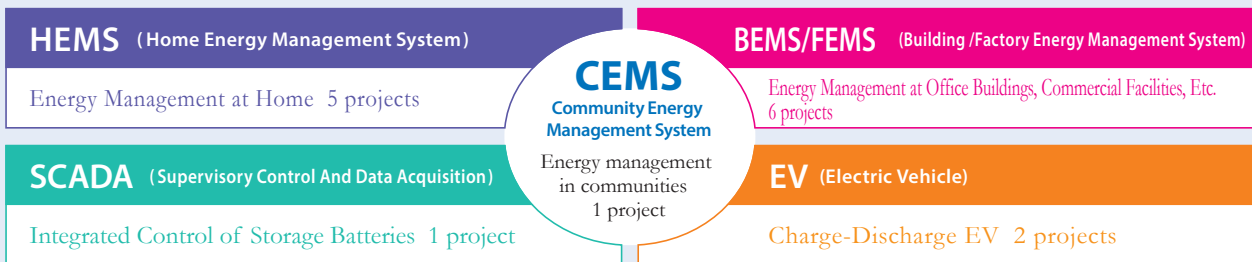 HEMS (Home Energy Management System)
Energy Management at Home 5 projects
BEMS/FEMS (Building /Factory Energy Management System)
Energy Management at Office Buildings, Commercial Facilities, Etc.
6 projects
CEMS
Community Energy
Management System
Energy management
in communities
1 project
SCADA (Supervisory Control And Data Acquisition)
Integrated Control of Storage Batteries 1 project
EV (Electric Vehicle)
Charge-Discharge EV 2 projects